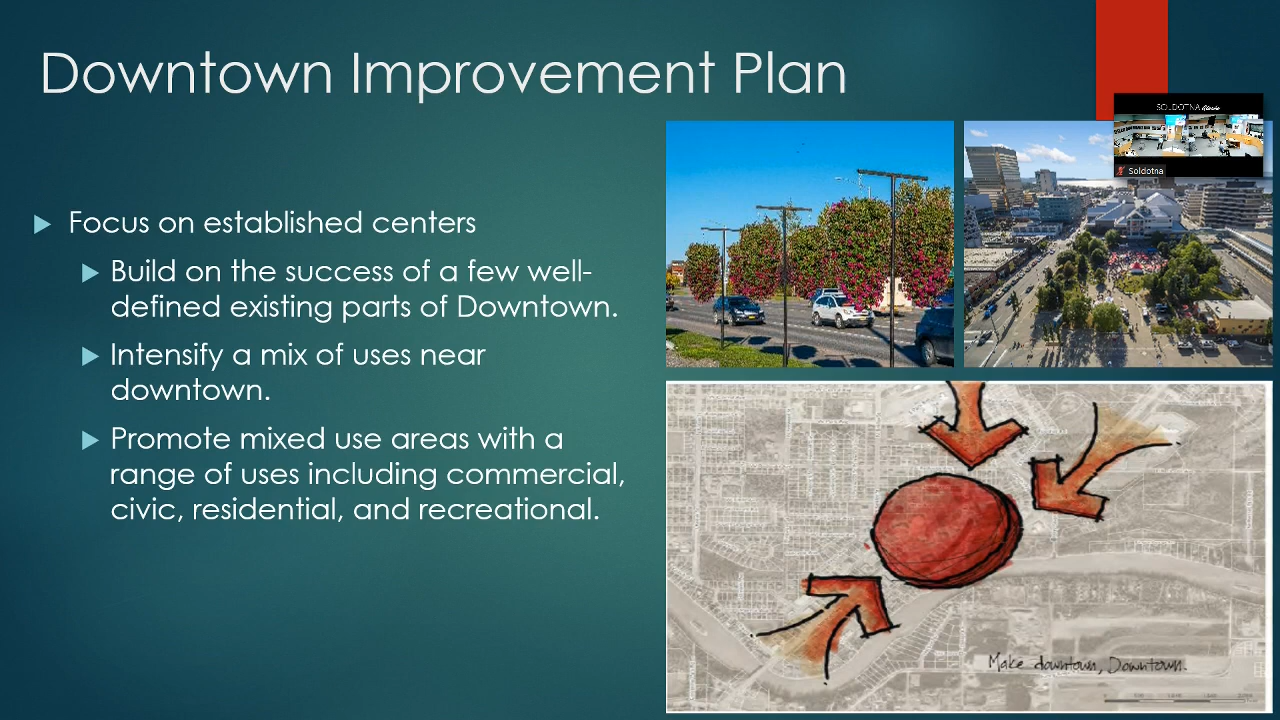 Downtown Improvement Plan
SOLDOTNA Alaska
Soldotna
Focus on established centers
Build on the success of a few well-
defined existing parts of Downtown.
Intensify a mix of uses near
downtown.
Promote mixed use areas with a
range of uses including commercial,
civic, residential, and recreational.
Make downtown, Downtown.